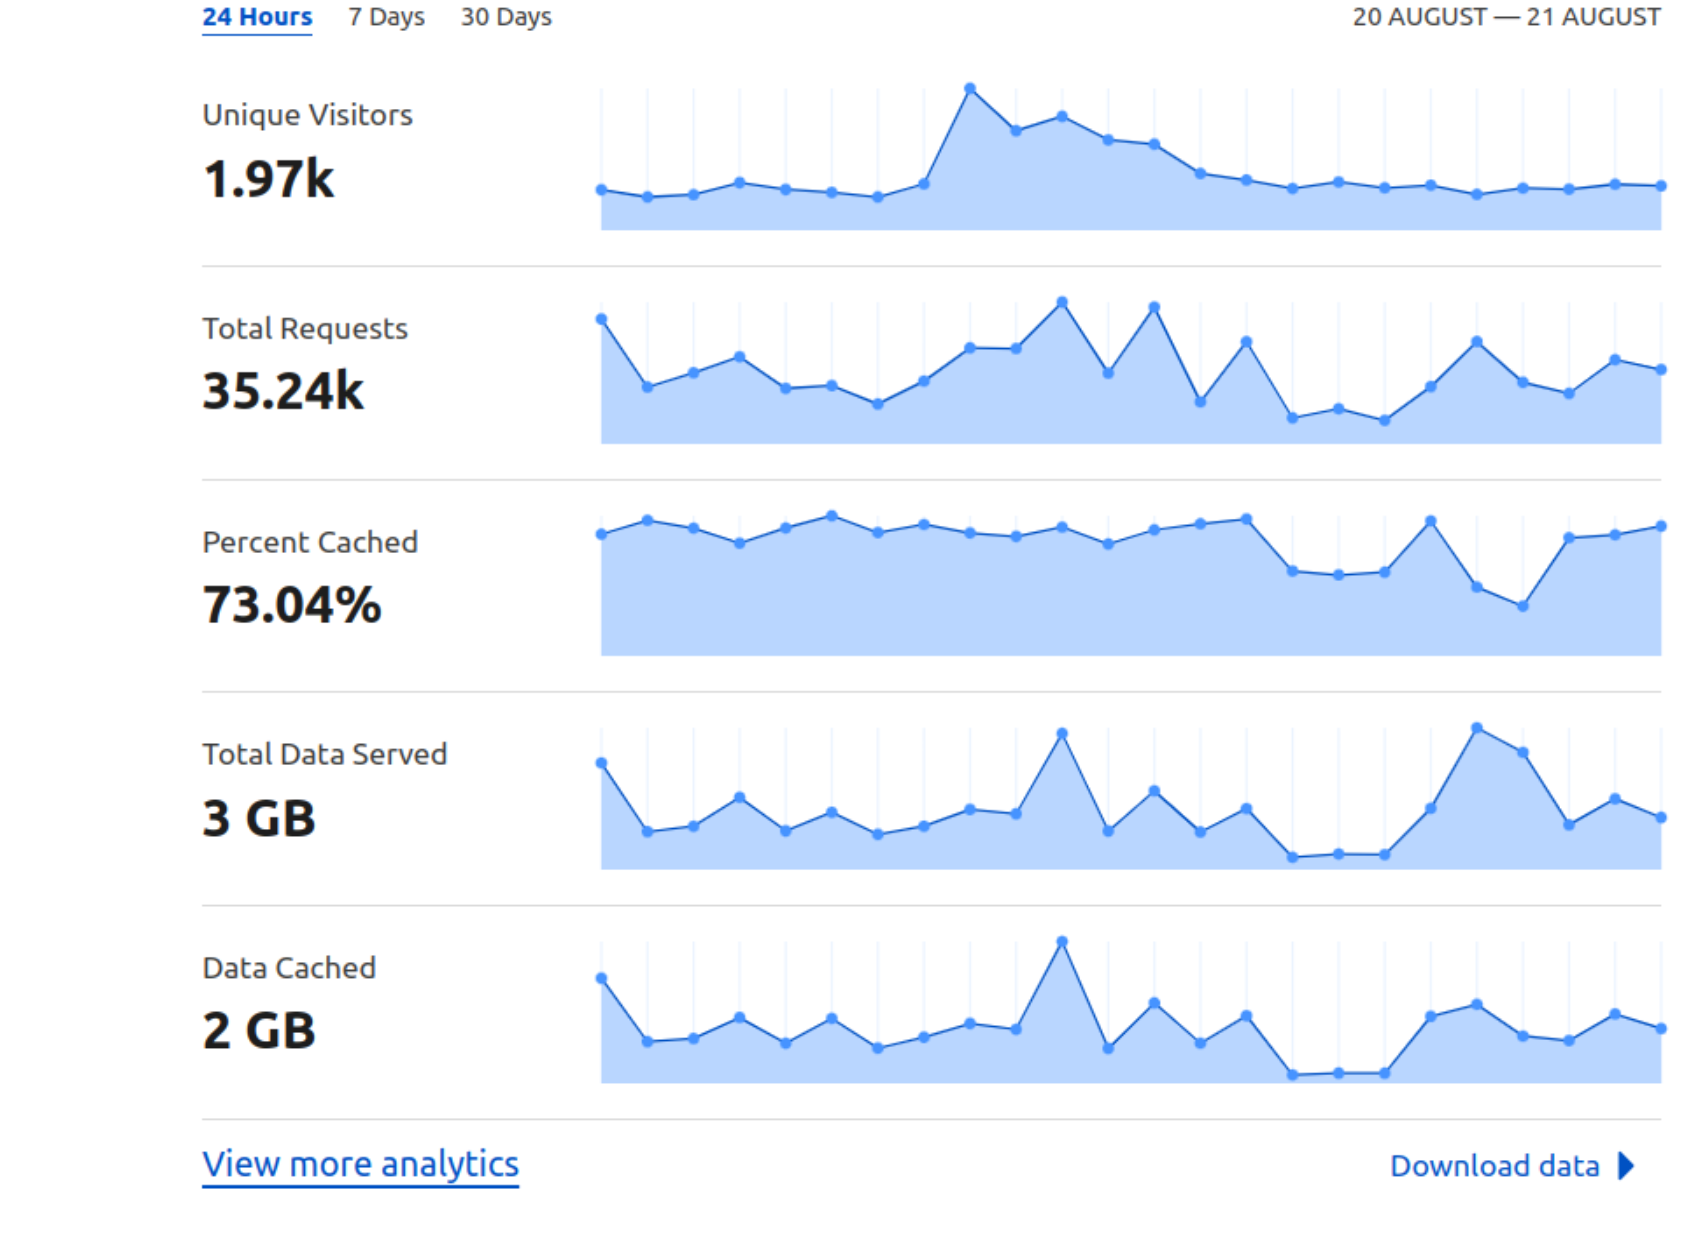 24 Hours 7 Days 30 Days 20 AUGUST — 21 AUGUST
Unique Visitors
1.97k
Total Requests
35.24k
Percent Cached
73.04%
Total Data Served
3 GB
Data Cached
2 GB
View more analytics Download data